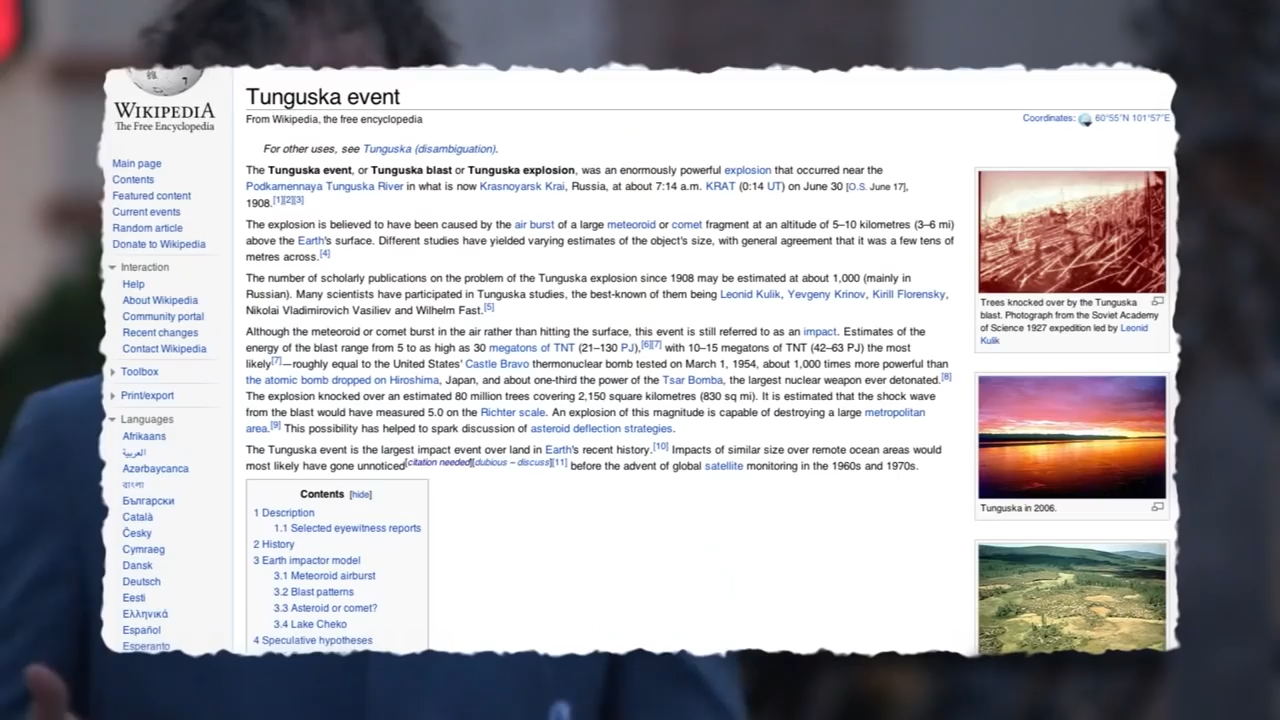 WIKIPEDIA
The Free Encyclopedia
Main page
Contents
Featured content
Current events
Random article
Donate to Wikipedia
Interaction
Help
About Wikipedia
Community portal
Recent changes
Contact Wikipedia
Toolbox
Print/export
Languages
Afrikaans
العربية
Azərbaycanca
বাংলা
Български
Català
Česky
Cymraeg
Dansk
Deutsch
Eesti
Ελληνικά
Español
Esperanto
Tunguska event
From Wikipedia, the free encyclopedia
Coordinates: 60°55′N 101°57′E
For other uses, see Tunguska (disambiguation).
The Tunguska event, or Tunguska blast or Tunguska explosion, was an enormously powerful explosion that occurred near the
Podkamennaya Tunguska River in what is now Krasnoyarsk Krai, Russia, at about 7:14 a.m. KRAT (0:14 UT) on June 30 [O.S. June 17],
1908.[1][2][3]
The explosion is believed to have been caused by the air burst of a large meteoroid or comet fragment at an altitude of 5–10 kilometres (3–6 mi)
above the Earth's surface. Different studies have yielded varying estimates of the object's size, with general agreement that it was a few tens of
metres across.[4]
The number of scholarly publications on the problem of the Tunguska explosion since 1908 may be estimated at about 1,000 (mainly in
Russian). Many scientists have participated in Tunguska studies, the best-known of them being Leonid Kulik, Yevgeny Krinov, Kirill Florensky,
Nikolai Vladimirovich Vasiliev and Wilhelm Fast.[5]
Although the meteoroid or comet burst in the air rather than hitting the surface, this event is still referred to as an impact. Estimates of the
energy of the blast range from 5 to as high as 30 megatons of TNT (21–130 PJ),[6][7] with 10–15 megatons of TNT (42–63 PJ) the most
likely[7]—roughly equal to the United States' Castle Bravo thermonuclear bomb tested on March 1, 1954, about 1,000 times more powerful than
the atomic bomb dropped on Hiroshima, Japan, and about one-third the power of the Tsar Bomba, the largest nuclear weapon ever detonated.[8]
The explosion knocked over an estimated 80 million trees covering 2,150 square kilometres (830 sq mi). It is estimated that the shock wave
from the blast would have measured 5.0 on the Richter scale. An explosion of this magnitude is capable of destroying a large metropolitan
area.[9] This possibility has helped to spark discussion of asteroid deflection strategies.
The Tunguska event is the largest impact event over land in Earth's recent history.[10] Impacts of similar size over remote ocean areas would
most likely have gone unnoticed[citation needed][dubious – discuss][11] before the advent of global satellite monitoring in the 1960s and 1970s.
Contents [hide]
1 Description
1.1 Selected eyewitness reports
2 History
3 Earth impactor model
3.1 Meteoroid airburst
3.2 Blast patterns
3.3 Asteroid or comet?
3.4 Lake Cheko
4 Speculative hypotheses
Trees knocked over by the Tunguska
blast. Photograph from the Soviet Academy
of Science 1927 expedition led by Leonid
Kulik
Tunguska in 2006.